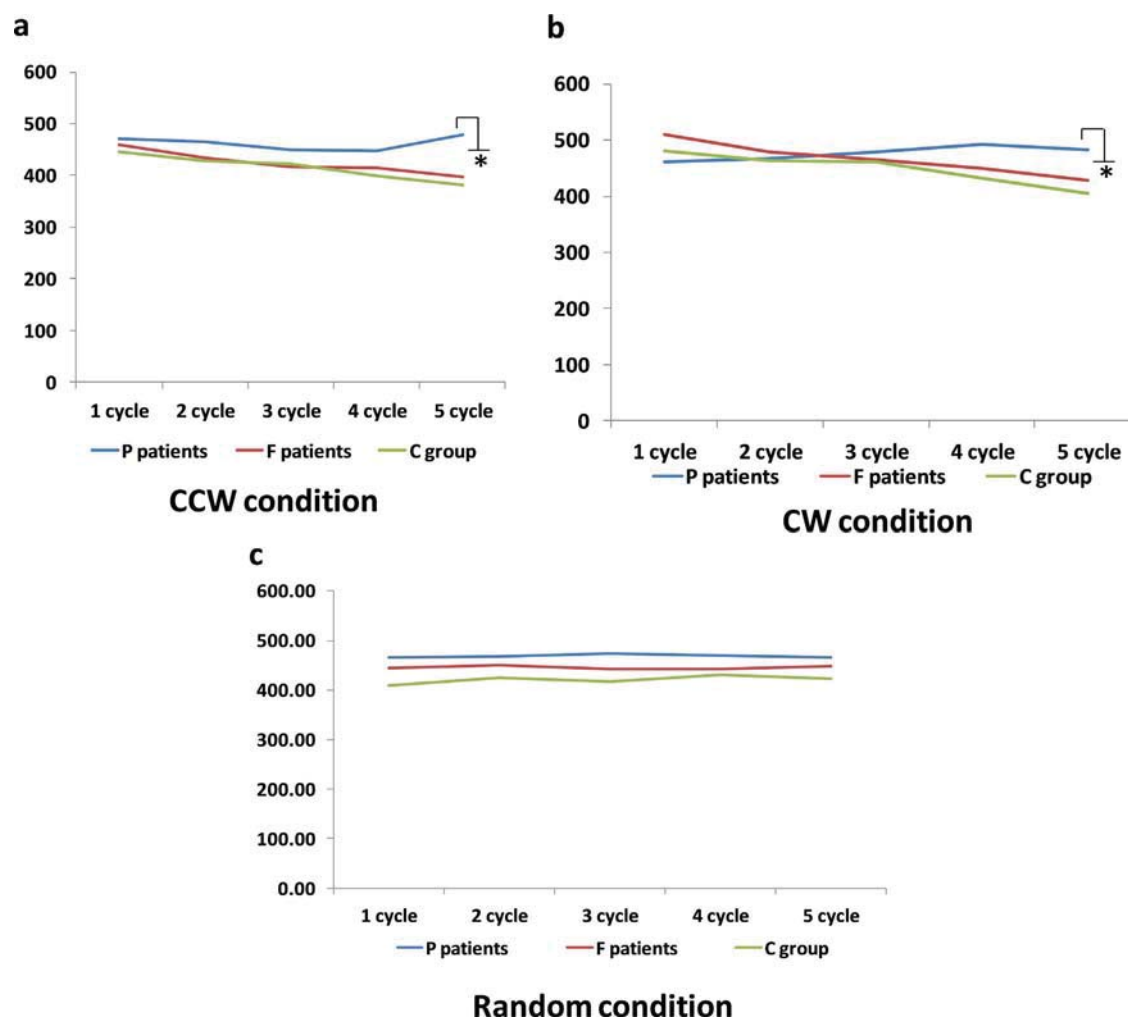 a
600
500
400
300
200
100
0
*
1 cycle 2 cycle 3 cycle 4 cycle 5 cycle
P patients F patients C group
CCW condition
b
600
500
400
300
200
100
0
*
1 cycle 2 cycle 3 cycle 4 cycle 5 cycle
P patients F patients C group
CW condition
c
600.00
500.00
400.00
300.00
200.00
100.00
0.00
1 cycle 2 cycle 3 cycle 4 cycle 5 cycle
P patients F patients C group
Random condition